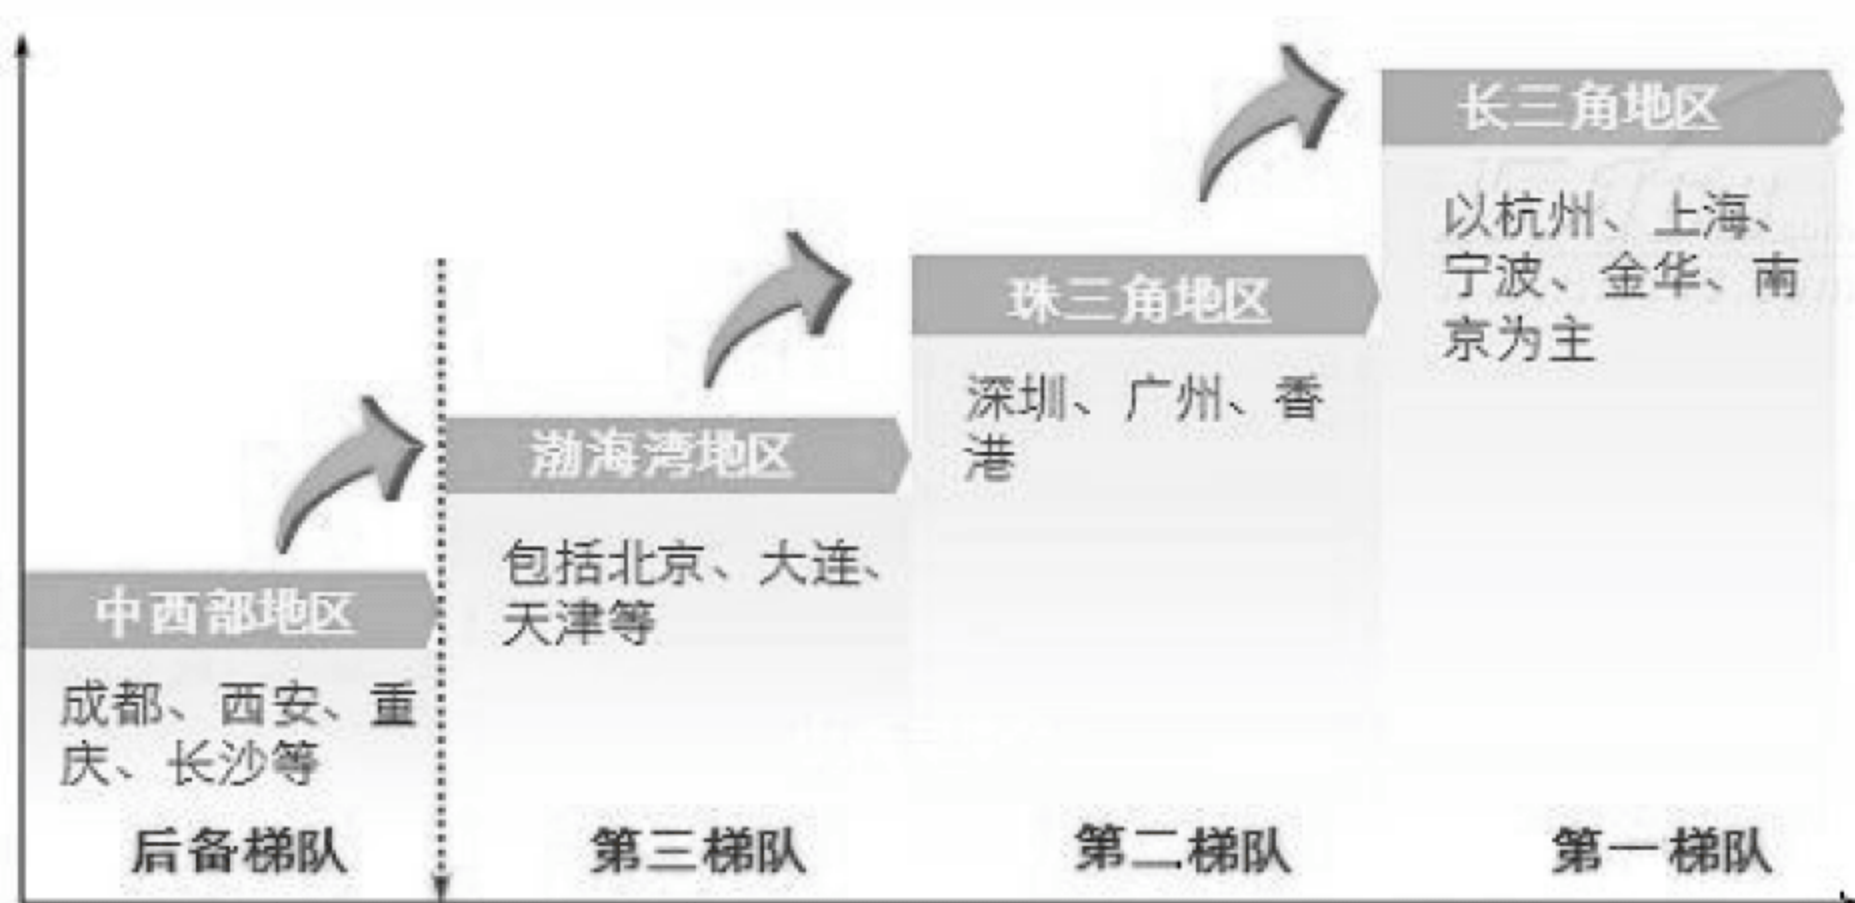 长三角地区
以杭州、上海、
宁波、金华、南
京为主
珠三角地区
深圳、广州、香
港
渤海湾地区
包括北京、大连、
天津等
中西部地区
成都、西安、重
庆、长沙等
后备梯队
第三梯队
第二梯队
第一梯队